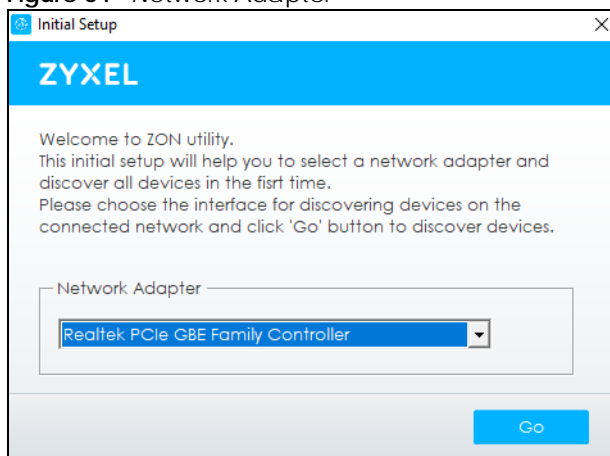 Network Adapter
Initial Setup
ZYXEL
Welcome to ZON utility.
This initial setup will help you to select a network adapter and
discover all devices in the fisrt time.
Please choose the interface for discovering devices on the
connected network and click 'Go' button to discover devices.
Network Adapter
Realtek PCIe GBE Family Controller
Go